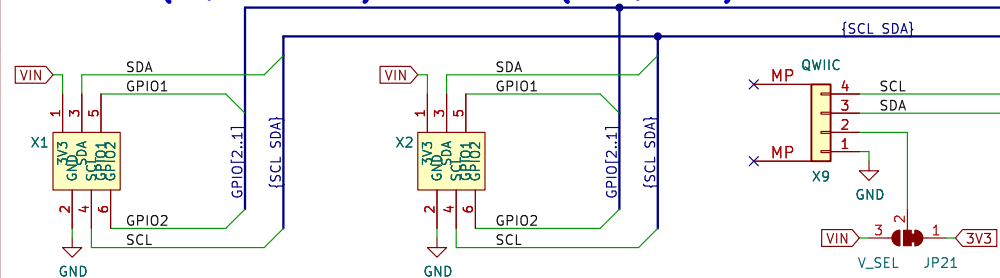 {SCL SDA}
QWIIC
VIN
SDA
GPIO1
1
3
5
X1
3V3
GND
SDA
SCL
GPIO1
GPIO2
2
4
6
GPIO2
SCL
GND
GPIO[2..1]
{SCL SDA}
VIN
SDA
GPIO1
1
3
5
X2
3V3
GND
SDA
SCL
GPIO1
GPIO2
2
4
6
GPIO2
SCL
GND
GPIO[2..1]
{SCL SDA}
MP
MP
4
3
2
1
SCL
SDA
X9
GND
VIN
3
2
1
3V3
V_SEL
JP21